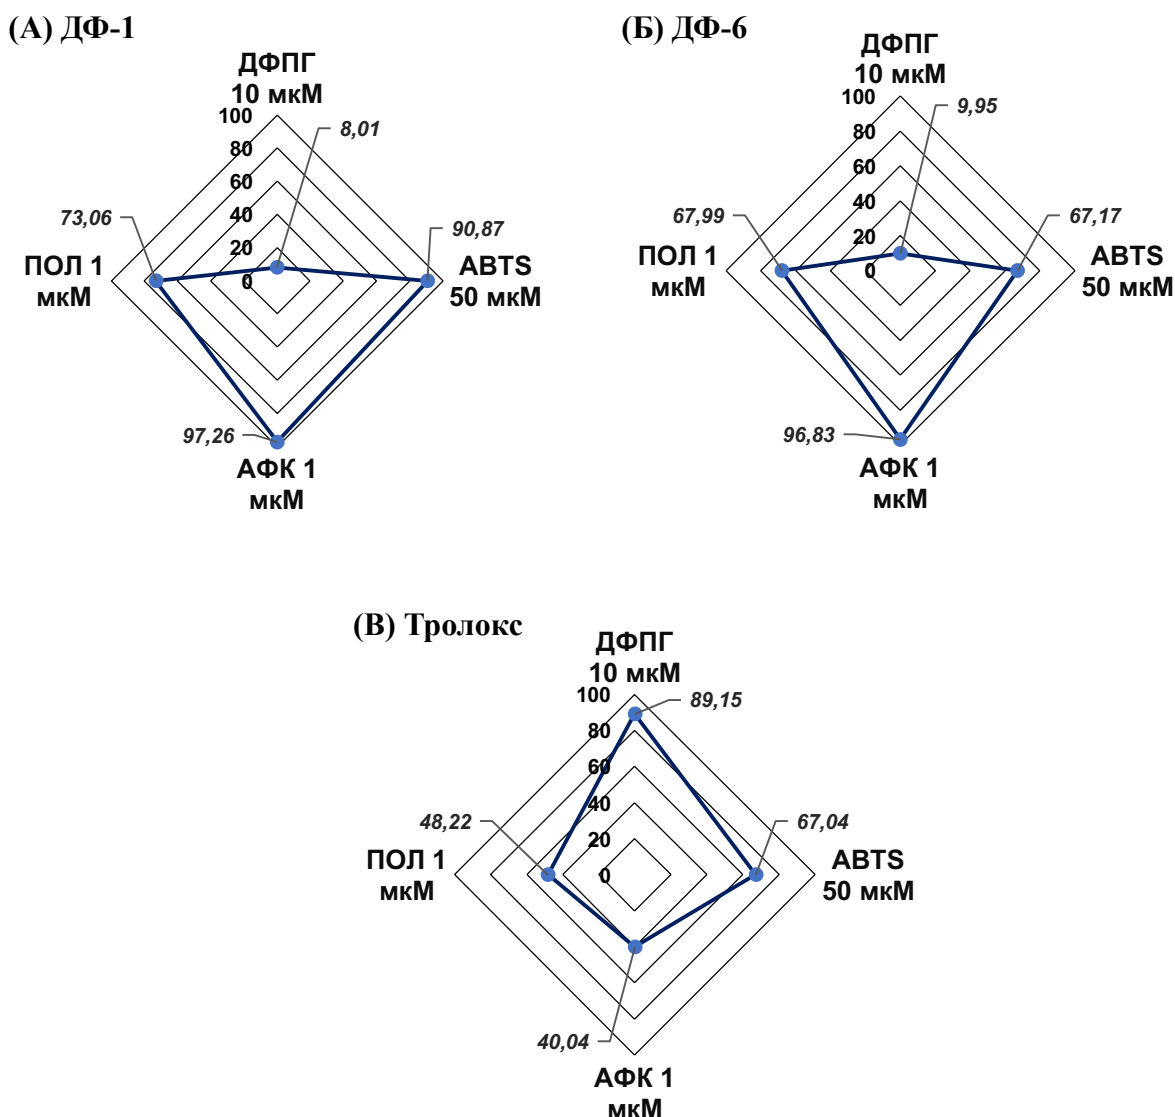 (А) ДФ-1
ДФПГ
10 мкМ
100
80
60
40
20
0
8,01
73,06
90,87
ПОЛ 1
мкМ
ABTS
50 мкМ
97,26
АФК 1
мкМ
(Б) ДФ-6
ДФПГ
10 мкМ
100
80
60
40
20
0
9,95
67,99
67,17
ПОЛ 1
мкМ
ABTS
50 мкМ
96,83
АФК 1
мкМ
(В) Тролокс
ДФПГ
10 мкМ
100
80
60
40
20
0
89,15
48,22
67,04
ПОЛ 1
мкМ
ABTS
50 мкМ
40,04
АФК 1
мкМ